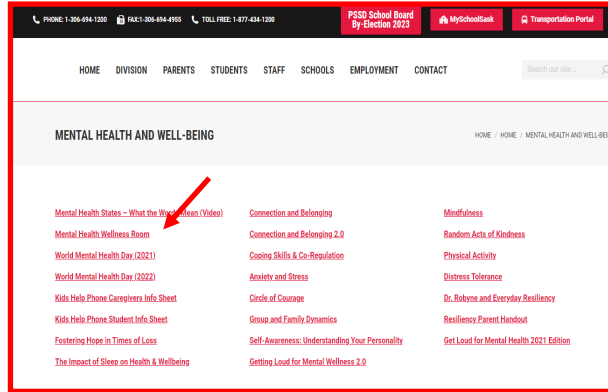 PHONE: 1-306-694-1200 FAX:1-306-694-4955 TOLL FREE: 1-877-434-1200
PSSD School Board
By-Election 2023
MySchoolSask
Transportation Portal
HOME DIVISION PARENTS STUDENTS STAFF SCHOOLS EMPLOYMENT CONTACT
Search our site ...
MENTAL HEALTH AND WELL-BEING
HOME / HOME / MENTAL HEALTH AND
Mental Health States – What the Words Mean (Video)
Mental Health Wellness Room
World Mental Health Day (2021)
World Mental Health Day (2022)
Kids Help Phone Caregivers Info Sheet
Kids Help Phone Student Info Sheet
Fostering Hope in Times of Loss
The Impact of Sleep on Health & Wellbeing
Connection and Belonging
Connection and Belonging 2.0
Coping Skills & Co-Regulation
Anxiety and Stress
Circle of Courage
Group and Family Dynamics
Self-Awareness: Understanding Your Personality
Getting Loud for Mental Wellness 2.0
Mindfulness
Random Acts of Kindness
Physical Activity
Distress Tolerance
Dr. Robyne and Everyday Resiliency
Resiliency Parent Handout
Get Loud for Mental Health 2021 Edition